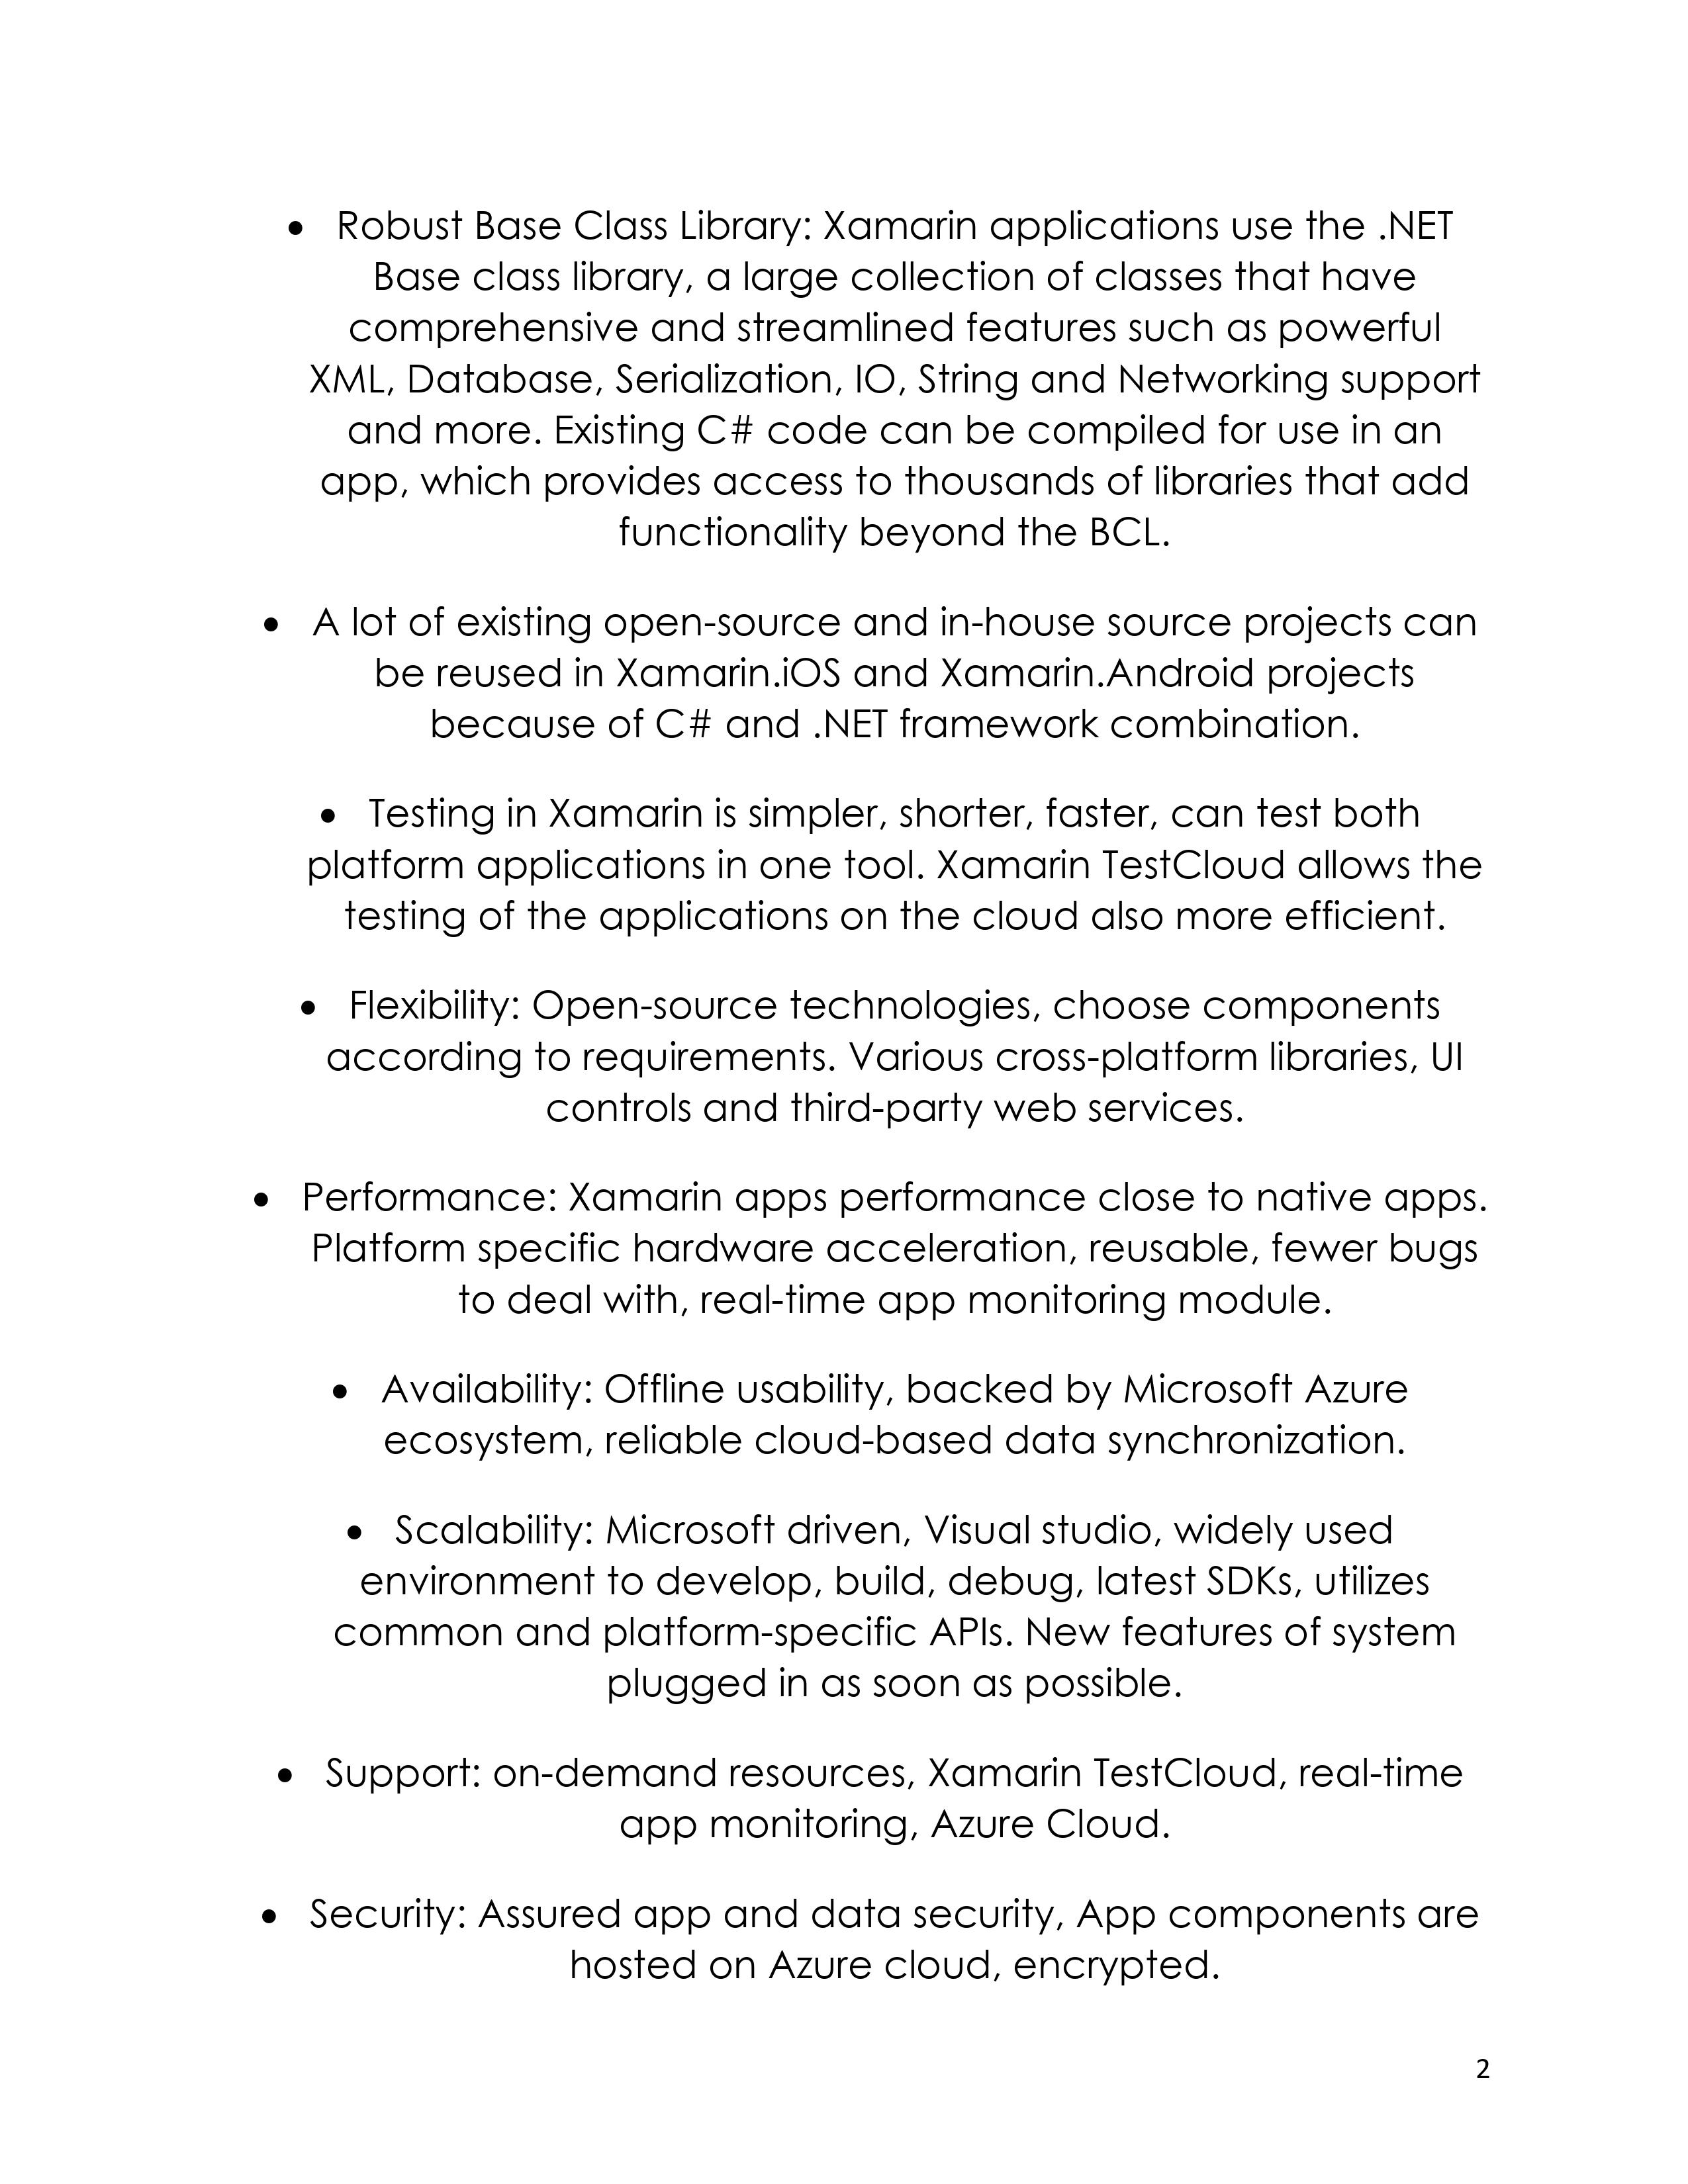 • Robust Base Class Library: Xamarin applications use the .NET
Base class library, a large collection of classes that have
comprehensive and streamlined features such as powerful
XML, Database, Serialization, IO, String and Networking support
and more. Existing C# code can be compiled for use in an
app, which provides access to thousands of libraries that add
functionality beyond the BCL.
• A lot of existing open-source and in-house source projects can
be reused in Xamarin.iOS and Xamarin.Android projects
because of C# and .NET framework combination.
• Testing in Xamarin is simpler, shorter, faster, can test both
platform applications in one tool. Xamarin TestCloud allows the
testing of the applications on the cloud also more efficient.
• Flexibility: Open-source technologies, choose components
according to requirements. Various cross-platform libraries, UI
controls and third-party web services.
• Performance: Xamarin apps performance close to native apps.
Platform specific hardware acceleration, reusable, fewer bugs
to deal with, real-time app monitoring module.
• Availability: Offline usability, backed by Microsoft Azure
ecosystem, reliable cloud-based data synchronization.
• Scalability: Microsoft driven, Visual studio, widely used
environment to develop, build, debug, latest SDKs, utilizes
common and platform-specific APIs. New features of system
plugged in as soon as possible.
• Support: on-demand resources, Xamarin TestCloud, real-time
app monitoring, Azure Cloud.
• Security: Assured app and data security, App components are
hosted on Azure cloud, encrypted.
2